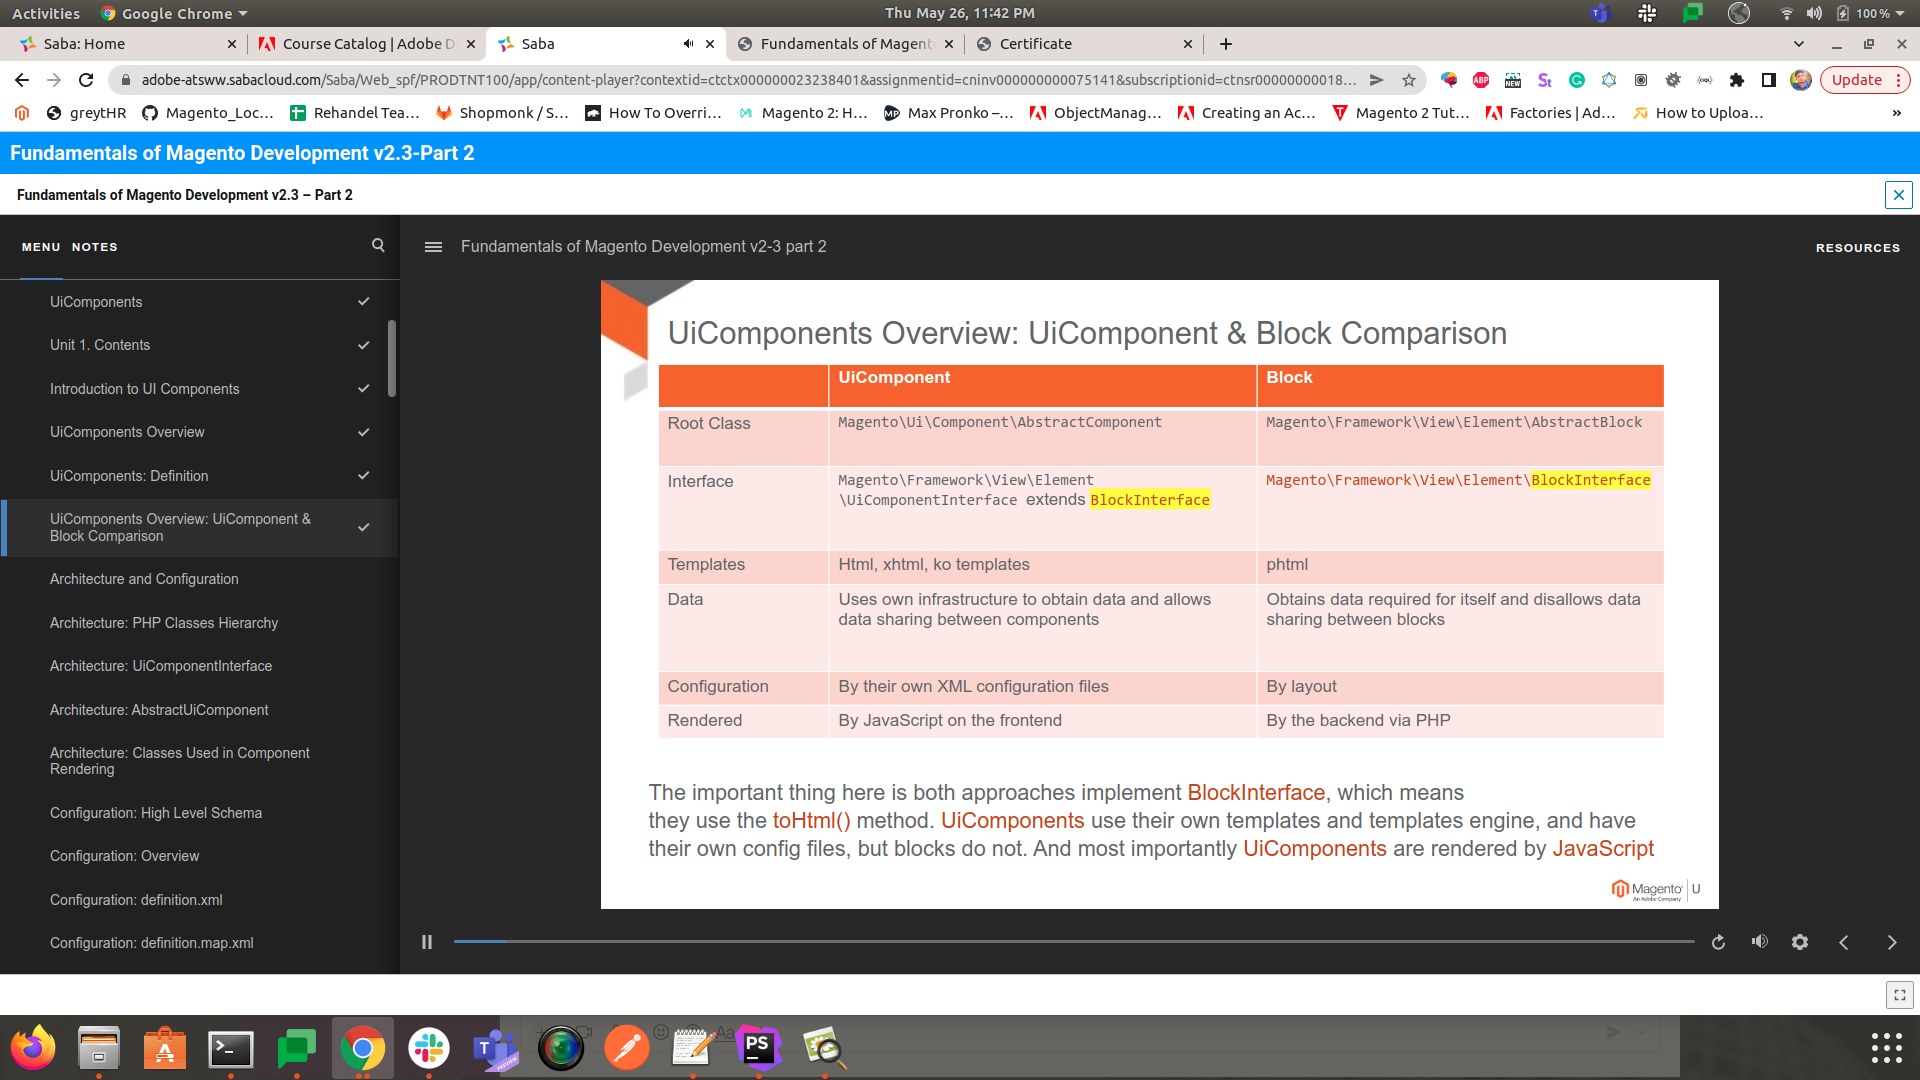 Activities Google Chrome Thu May 26, 11:42 PM 100 %
Saba: Home Course Catalog | Adobe D Saba Fundamentals of Magent Certificate
adobe-atsww.sabacloud.com/Saba/Web_spf/PRODTNT100/app/content-player?contextid=ctctx000000023238401&assignmentid=cninv000000000075141&subscriptionid=ctnsr00000000018... ABP NEW St Update
greyTHR Magento_Loc... Rehandel Tea... Shopmonk / S... How To Overri... Magento 2: H... Max Pronko –... ObjectManag... Creating an Ac... Magento 2 Tut... Factories | Ad... How to Uploa... »
Fundamentals of Magento Development v2.3-Part 2
Fundamentals of Magento Development v2.3 – Part 2
MENU NOTES
Fundamentals of Magento Development v2-3 part 2
RESOURCES
UiComponents
Unit 1. Contents
Introduction to UI Components
UiComponents Overview
UiComponents: Definition
UiComponents Overview: UiComponent &
Block Comparison
Architecture and Configuration
Architecture: PHP Classes Hierarchy
Architecture: UiComponentInterface
Architecture: AbstractUiComponent
Architecture: Classes Used in Component
Rendering
Configuration: High Level Schema
Configuration: Overview
Configuration: definition.xml
Configuration: definition.map.xml
UiComponents Overview: UiComponent & Block Comparison
UiComponent Block
Root Class Magento\Ui\Component\AbstractComponent Magento\Framework\View\Element\AbstractBlock
Interface Magento\Framework\View\Element Magento\Framework\View\Element\BlockInterface
\UiComponentInterface extends BlockInterface
Templates Html, xhtml, ko templates phtml
Data Uses own infrastructure to obtain data and allows Obtains data required for itself and disallows data
data sharing between components sharing between blocks
Configuration By their own XML configuration files By layout
Rendered By JavaScript on the frontend By the backend via PHP
The important thing here is both approaches implement BlockInterface, which means
they use the toHtml() method. UiComponents use their own templates and templates engine, and have
their own config files, but blocks do not. And most importantly UiComponents are rendered by JavaScript
Magento U
An Adobe Company